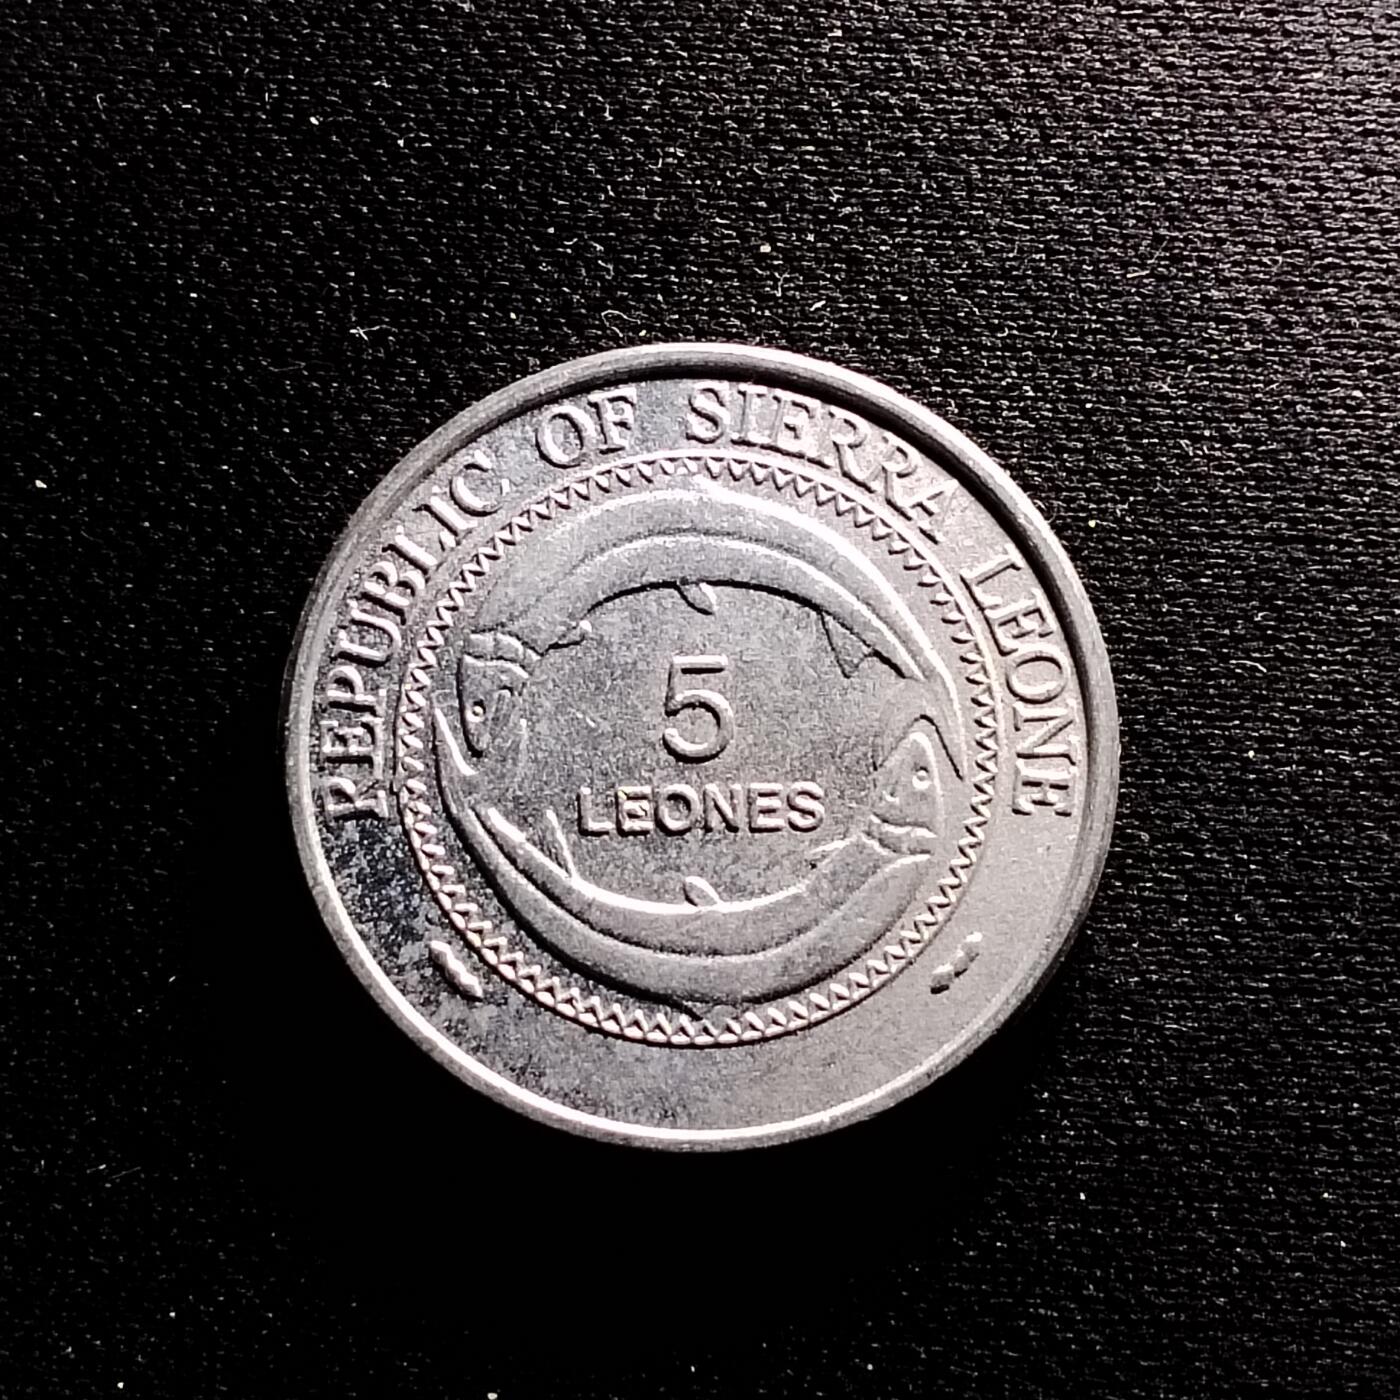 REPUBLIC OF SIERRA LEONE
5
LEONES